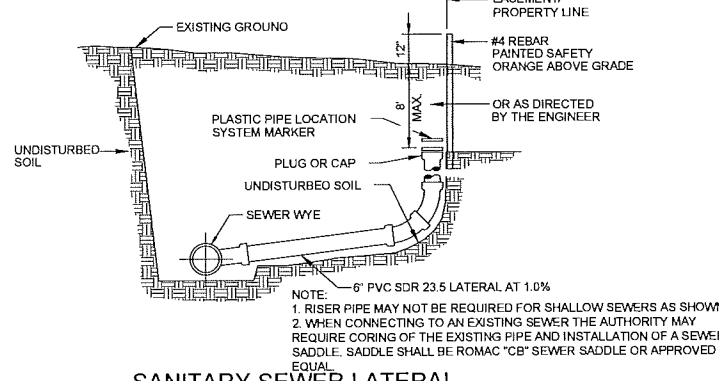 EASEMENT/
PROPERTY LINE
EXISTING GROUND
12"
#4 REBAR
PAINTED SAFETY
ORANGE ABOVE GRADE
8'
MAX.
OR AS DIRECTED
BY THE ENGINEER
PLASTIC PIPE LOCATION
SYSTEM MARKER
UNDISTURBED
SOIL
PLUG OR CAP
UNDISTURBED SOIL
SEWER WYE
6" PVC SDR 23.5 LATERAL AT 1.0%
NOTE:
1. RISER PIPE MAY NOT BE REQUIRED FOR SHALLOW SEWERS AS SHOWN
2. WHEN CONNECTING TO AN EXISTING SEWER THE AUTHORITY MAY
REQUIRE CORING OF THE EXISTING PIPE AND INSTALLATION OF A SEWER
SADDLE. SADDLE SHALL BE ROMAC "CB" SEWER SADDLE OR APPROVED
EQUAL.
SANITARY SEWER LATERAL